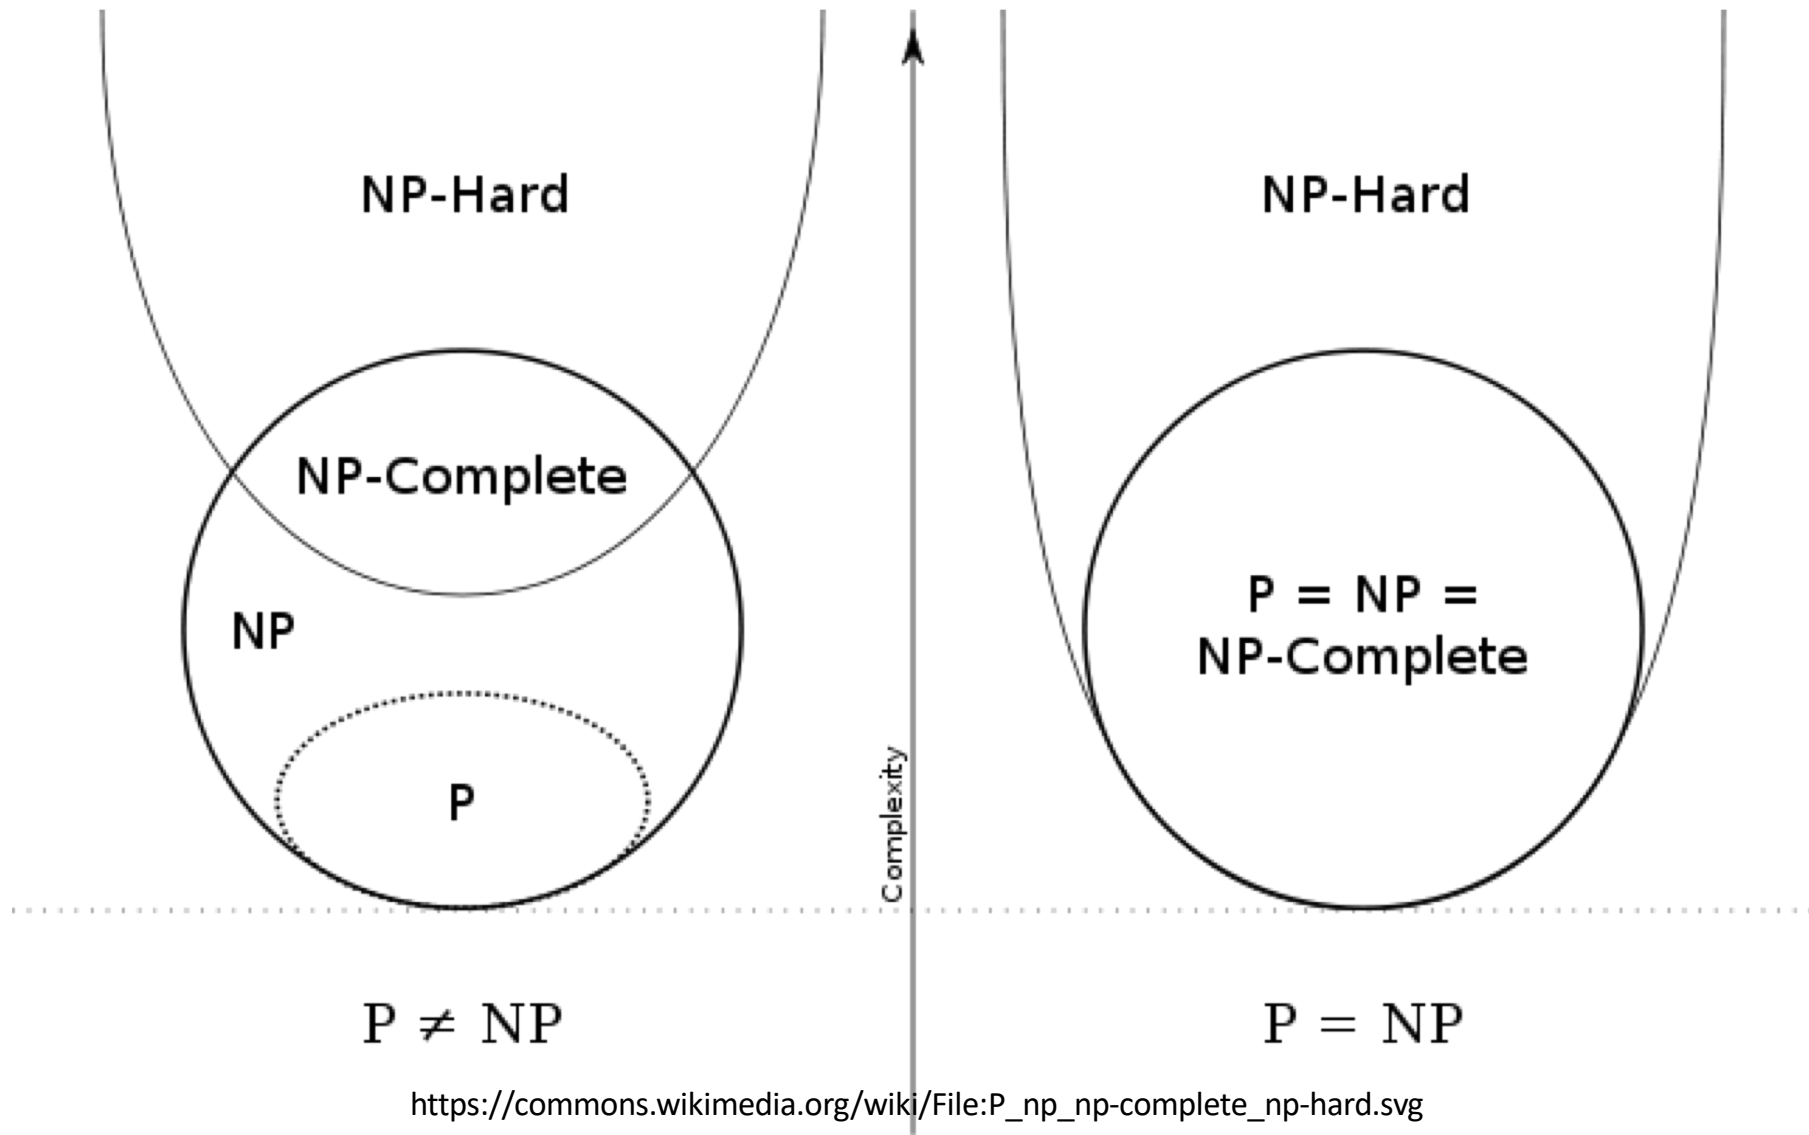 NP-Hard
NP-Complete
NP
P
P ≠ NP
Complexity
NP-Hard
P = NP =
NP-Complete
P = NP
https://commons.wikimedia.org/wiki/File:P_np_np-complete_np-hard.svg